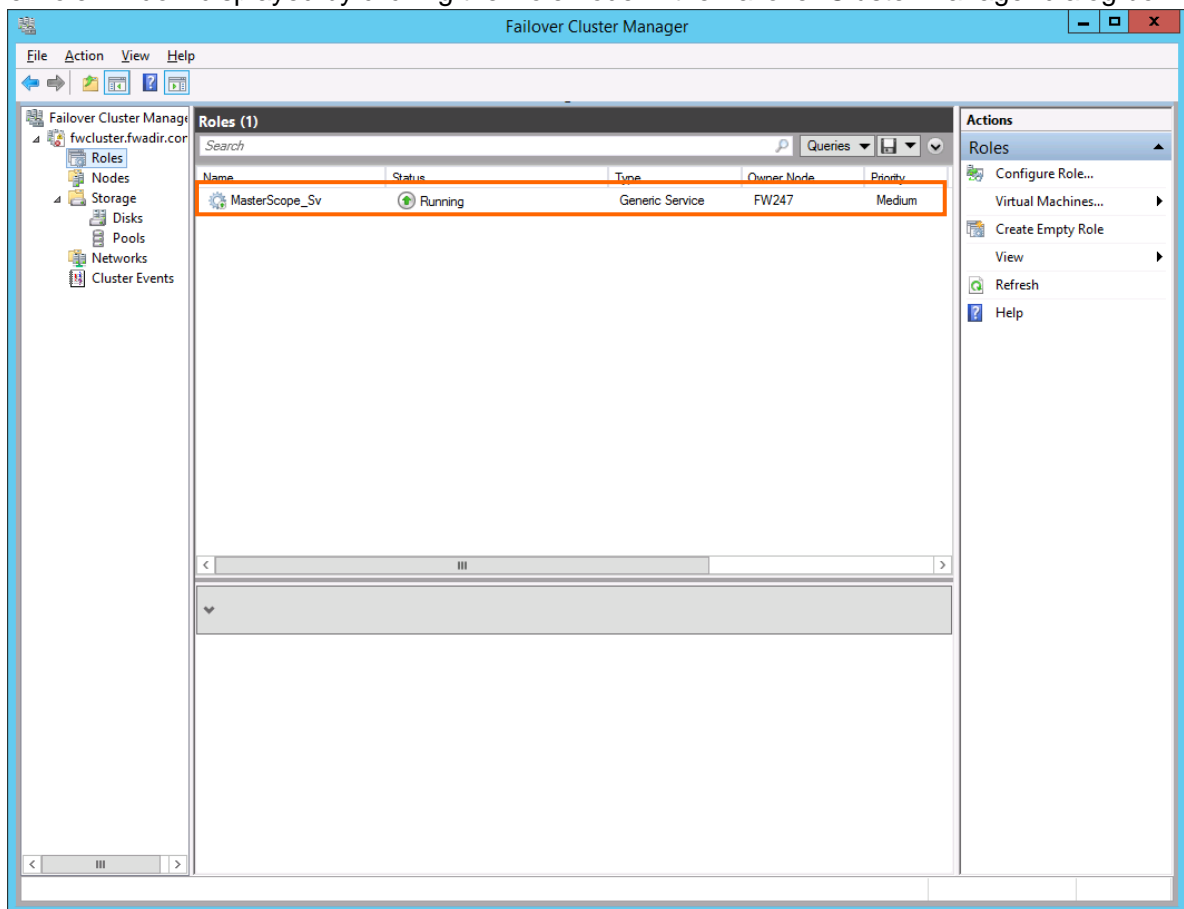 Failover Cluster Manager
File Action View Help
Failover Cluster Manage
fwcluster.fwadir.cor
Roles
Nodes
Storage
Disks
Pools
Networks
Cluster Events
Roles (1)
Search
Queries
Name Status Type Owner Node Priority
MasterScope_Sv Running Generic Service FW247 Medium
Actions
Roles
Configure Role...
Virtual Machines...
Create Empty Role
View
Refresh
Help